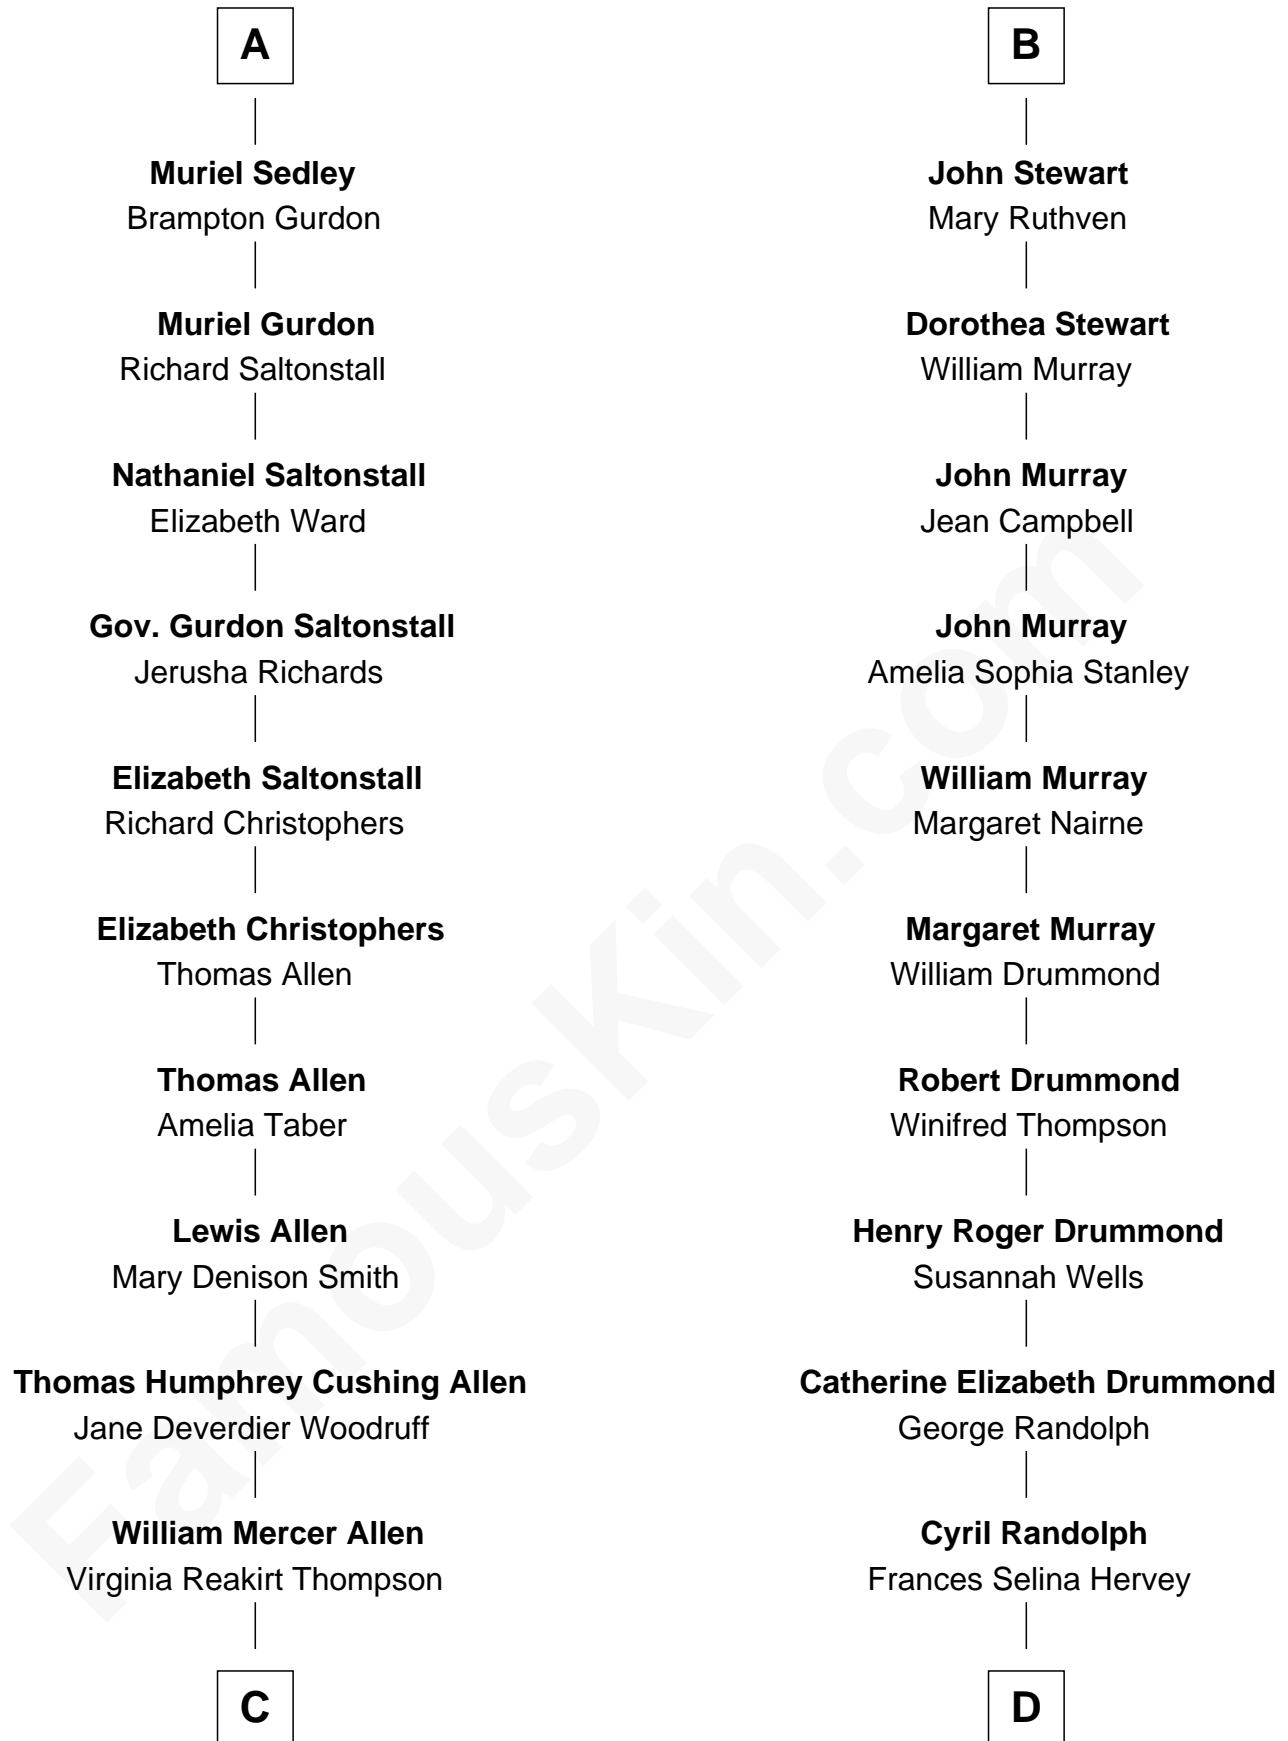 A
Muriel Sedley
Brampton Gurdon
Muriel Gurdon
Richard Saltonstall
Nathaniel Saltonstall
Elizabeth Ward
Gov. Gurdon Saltonstall
Jerusha Richards
Elizabeth Saltonstall
Richard Christophers
Elizabeth Christophers
Thomas Allen
Thomas Allen
Amelia Taber
Lewis Allen
Mary Denison Smith
Thomas Humphrey Cushing Allen
Jane Deverdier Woodruff
William Mercer Allen
Virginia Reakirt Thompson
C
B
John Stewart
Mary Ruthven
Dorothea Stewart
William Murray
John Murray
Jean Campbell
John Murray
Amelia Sophia Stanley
William Murray
Margaret Nairne
Margaret Murray
William Drummond
Robert Drummond
Winifred Thompson
Henry Roger Drummond
Susannah Wells
Catherine Elizabeth Drummond
George Randolph
Cyril Randolph
Frances Selina Hervey
D
FamousKin.com